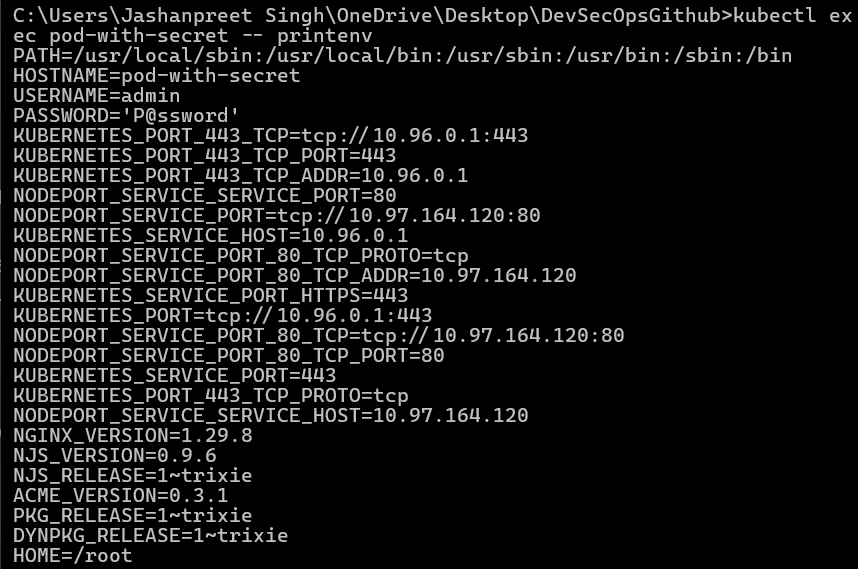 C:\Users\Jashanpreet Singh\OneDrive\Desktop\DevSecOpsGithub>kubectl ex
ec pod-with-secret -- printenv
PATH=/usr/local/sbin:/usr/local/bin:/usr/sbin:/usr/bin:/sbin:/bin
HOSTNAME=pod-with-secret
USERNAME=admin
PASSWORD='P@ssword'
KUBERNETES_PORT_443_TCP=tcp://10.96.0.1:443
KUBERNETES_PORT_443_TCP_PORT=443
KUBERNETES_PORT_443_TCP_ADDR=10.96.0.1
NODEPORT_SERVICE_SERVICE_PORT=80
NODEPORT_SERVICE_PORT=tcp://10.97.164.120:80
KUBERNETES_SERVICE_HOST=10.96.0.1
NODEPORT_SERVICE_PORT_80_TCP_PROTO=tcp
NODEPORT_SERVICE_PORT_80_TCP_ADDR=10.97.164.120
KUBERNETES_SERVICE_PORT_HTTPS=443
KUBERNETES_PORT=tcp://10.96.0.1:443
NODEPORT_SERVICE_PORT_80_TCP=tcp://10.97.164.120:80
NODEPORT_SERVICE_PORT_80_TCP_PORT=80
KUBERNETES_SERVICE_PORT=443
KUBERNETES_PORT_443_TCP_PROTO=tcp
NODEPORT_SERVICE_SERVICE_HOST=10.97.164.120
NGINX_VERSION=1.29.8
NJS_VERSION=0.9.6
NJS_RELEASE=1~trixie
ACME_VERSION=0.3.1
PKG_RELEASE=1~trixie
DYNPKG_RELEASE=1~trixie
HOME=/root